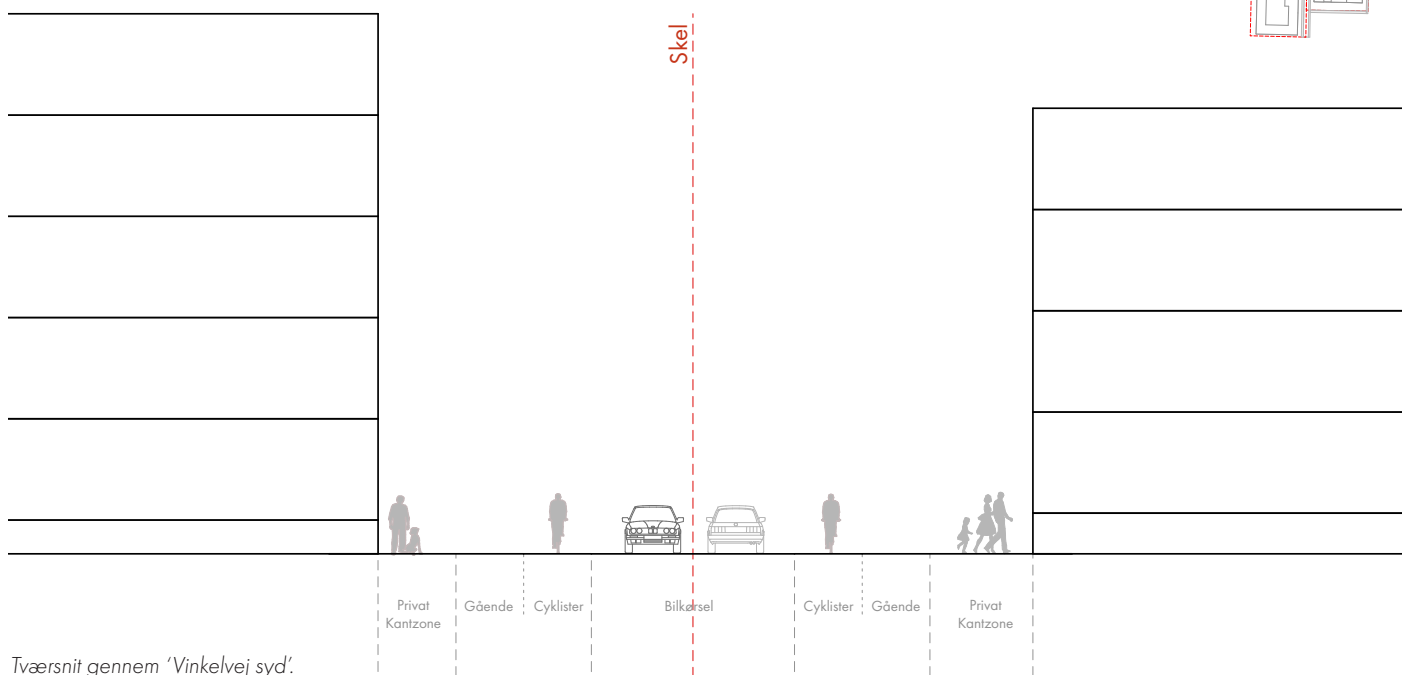 Skel
Privat
Kantzone
Gående
Cyklister
Bilkørsel
Cyklister
Gående
Privat
Kantzone
Tværsnit gennem 'Vinkelvej syd'.